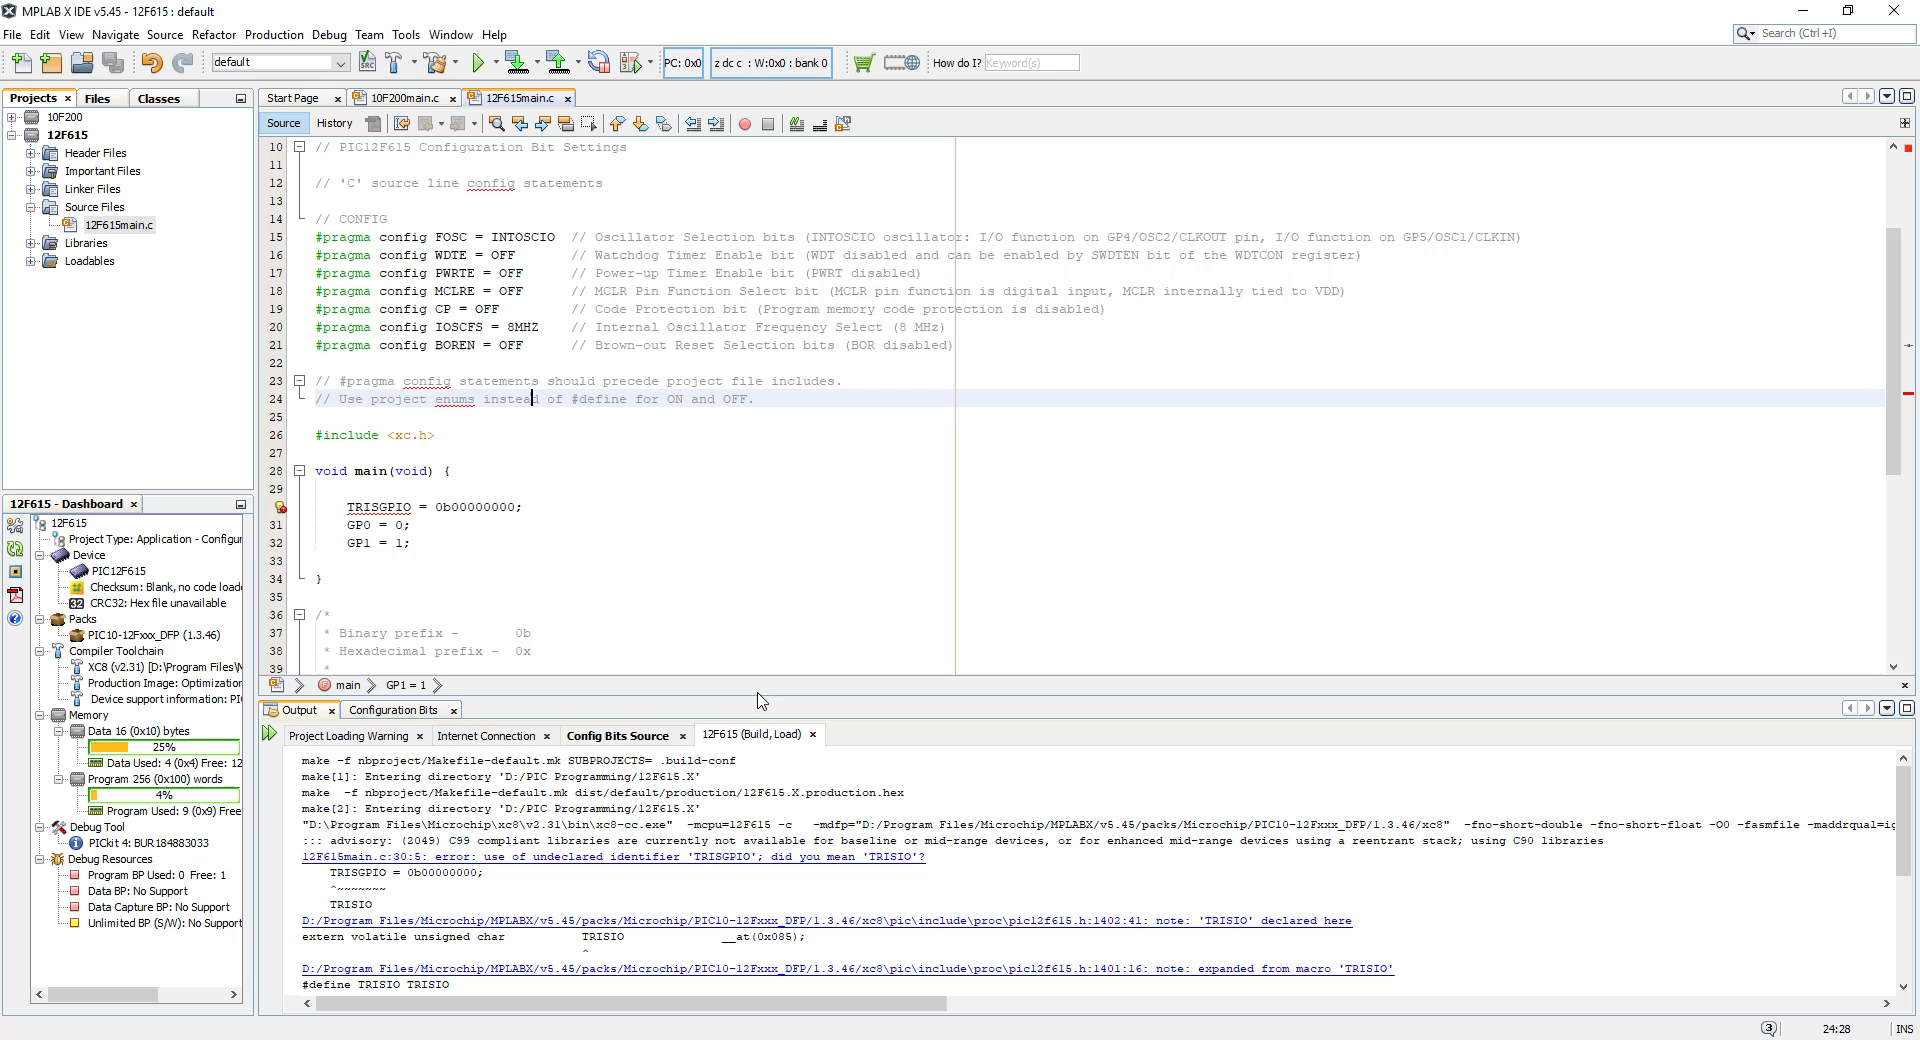 MPLAB X IDE v5.45 - 12F615 : default
File Edit View Navigate Source Refactor Production Debug Team Tools Window Help
Search (Ctrl+I)
default
PC: 0x0
z dc c : W:0x0 : bank 0
How do I? Keyword(s)
Projects Files Classes
10F200
12F615
Header Files
Important Files
Linker Files
Source Files
12F615main.c
Libraries
Loadables
Start Page 10F200main.c 12F615main.c
Source History
10 // PIC12F615 Configuration Bit Settings
11
12 // 'C' source line config statements
13
14 // CONFIG
15 #pragma config FOSC = INTOSCIO // Oscillator Selection bits (INTOSCIO oscillator: I/O function on GP4/OSC2/CLKOUT pin, I/O function on GP5/OSC1/CLKIN)
16 #pragma config WDTE = OFF // Watchdog Timer Enable bit (WDT disabled and can be enabled by SWDTEN bit of the WDTCON register)
17 #pragma config PWRTE = OFF // Power-up Timer Enable bit (PWRT disabled)
18 #pragma config MCLRE = OFF // MCLR Pin Function Select bit (MCLR pin function is digital input, MCLR internally tied to VDD)
19 #pragma config CP = OFF // Code Protection bit (Program memory code protection is disabled)
20 #pragma config IOSCFS = 8MHZ // Internal Oscillator Frequency Select (8 MHz)
21 #pragma config BOREN = OFF // Brown-out Reset Selection bits (BOR disabled)
22
23 // #pragma config statements should precede project file includes.
24 // Use project enums instead of #define for ON and OFF.
25
26 #include <xc.h>
27
28 void main(void) {
29
TRISGPIO = 0b00000000;
31 GP0 = 0;
32 GP1 = 1;
33
34 }
35
36 /*
37 * Binary prefix - 0b
38 * Hexadecimal prefix - 0x
39 *
main GP1 = 1
12F615 - Dashboard
12F615
Project Type: Application - Configur
Device
PIC12F615
Checksum: Blank, no code load
32 CRC32: Hex file unavailable
Packs
PIC10-12Fxxx_DFP (1.3.46)
Compiler Toolchain
XC8 (v2.31) [D:\Program Files\
Production Image: Optimization
Device support information: PI
Memory
Data 16 (0x10) bytes
25%
Data Used: 4 (0x4) Free: 12
Program 256 (0x100) words
4%
Program Used: 9 (0x9) Free
Debug Tool
PICkit 4: BUR184883033
Debug Resources
Program BP Used: 0 Free: 1
Data BP: No Support
Data Capture BP: No Support
Unlimited BP (S/W): No Support
Output Configuration Bits
Project Loading Warning Internet Connection Config Bits Source 12F615 (Build, Load)
make -f nbproject/Makefile-default.mk SUBPROJECTS= .build-conf
make[1]: Entering directory 'D:/PIC Programming/12F615.X'
make -f nbproject/Makefile-default.mk dist/default/production/12F615.X.production.hex
make[2]: Entering directory 'D:/PIC Programming/12F615.X'
"D:\Program Files\Microchip\xc8\v2.31\bin\xc8-cc.exe" -mcpu=12F615 -c -mdfp="D:/Program Files/Microchip/MPLABX/v5.45/packs/Microchip/PIC10-12Fxxx_DFP/1.3.46/xc8" -fno-short-double -fno-short-float -O0 -fasmfile -maddrqual=ig
::: advisory: (2049) C99 compliant libraries are currently not available for baseline or mid-range devices, or for enhanced mid-range devices using a reentrant stack; using C90 libraries
12F615main.c:30:5: error: use of undeclared identifier 'TRISGPIO'; did you mean 'TRISIO'?
TRISGPIO = 0b00000000;
^~~~~~~~
TRISIO
D:/Program Files/Microchip/MPLABX/v5.45/packs/Microchip/PIC10-12Fxxx_DFP/1.3.46/xc8\pic\include\proc\pic12f615.h:1402:41: note: 'TRISIO' declared here
extern volatile unsigned char TRISIO __at(0x085);
^
D:/Program Files/Microchip/MPLABX/v5.45/packs/Microchip/PIC10-12Fxxx_DFP/1.3.46/xc8\pic\include\proc\pic12f615.h:1401:16: note: expanded from macro 'TRISIO'
#define TRISIO TRISIO
3 24:28 INS